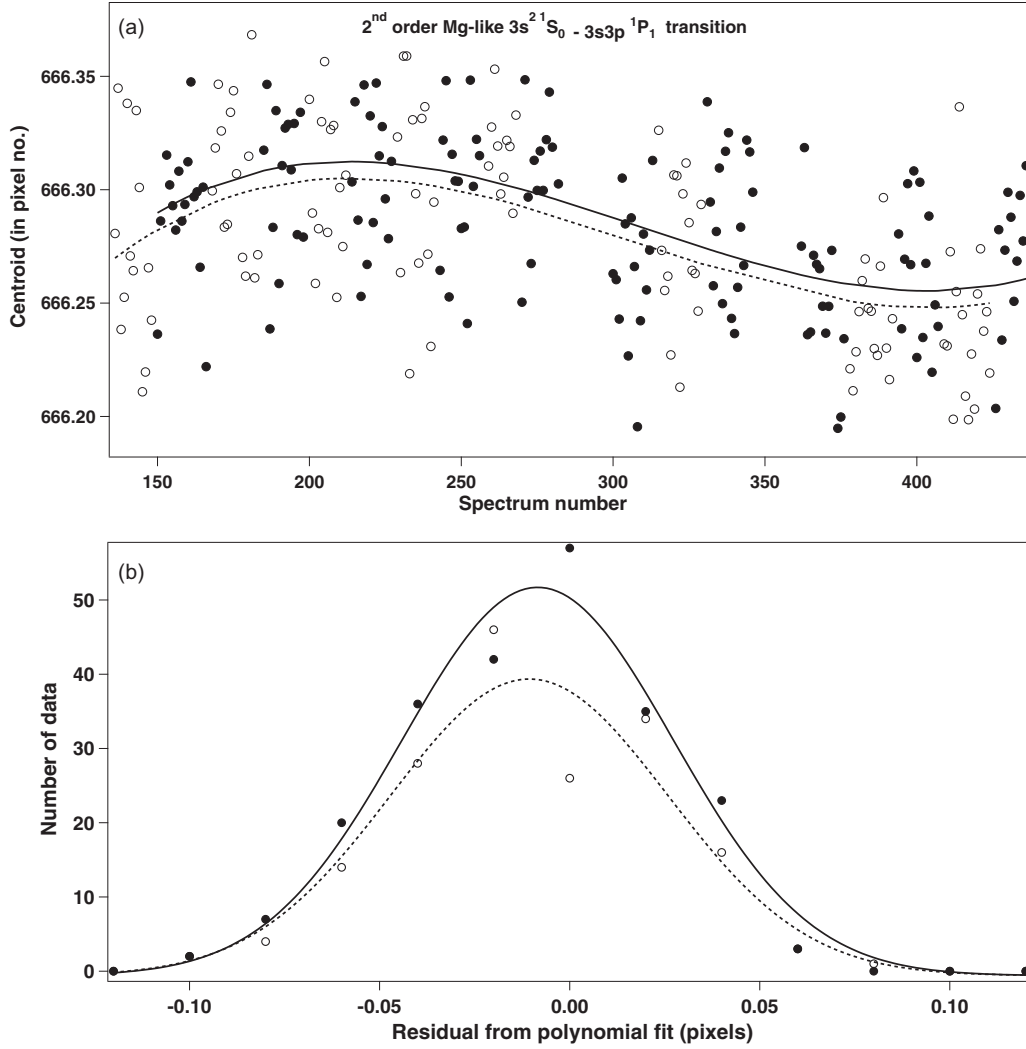 (a)
2nd order Mg-like 3s2 1S0 - 3s3p 1P1 transition
Centroid (in pixel no.)
666.35
666.30
666.25
666.20
150 200 250 300 350 400
Spectrum number
(b)
Number of data
50
40
30
20
10
0
-0.10 -0.05 0.00 0.05 0.10
Residual from polynomial fit (pixels)